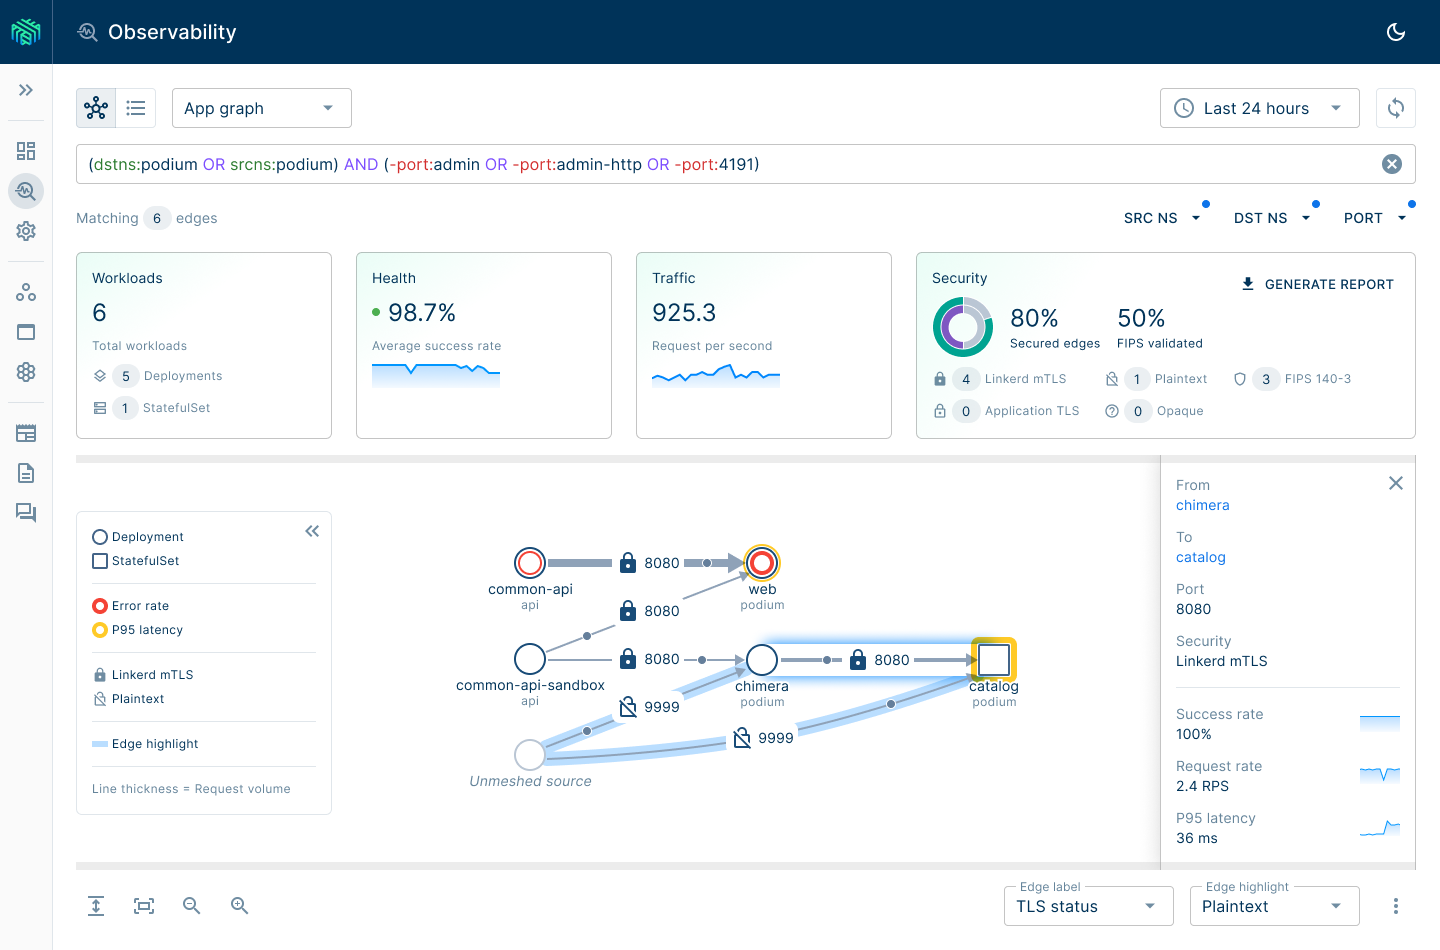 Observability
App graph
Last 24 hours
(dstns:podium OR srcns:podium) AND (-port:admin OR -port:admin-http OR -port:4191)
Matching 6 edges
SRC NS
DST NS
PORT
Workloads
6
Total workloads
5 Deployments
1 StatefulSet
Health
98.7%
Average success rate
Traffic
925.3
Request per second
Security
GENERATE REPORT
80%
Secured edges
50%
FIPS validated
4 Linkerd mTLS
1 Plaintext
3 FIPS 140-3
0 Application TLS
0 Opaque
Deployment
StatefulSet
Error rate
P95 latency
Linkerd mTLS
Plaintext
Edge highlight
Line thickness = Request volume
8080
common-api
api
web
podium
8080
8080
common-api-sandbox
api
chimera
podium
8080
catalog
podium
9999
9999
Unmeshed source
From
chimera
To
catalog
Port
8080
Security
Linkerd mTLS
Success rate
100%
Request rate
2.4 RPS
P95 latency
36 ms
Edge label
TLS status
Edge highlight
Plaintext